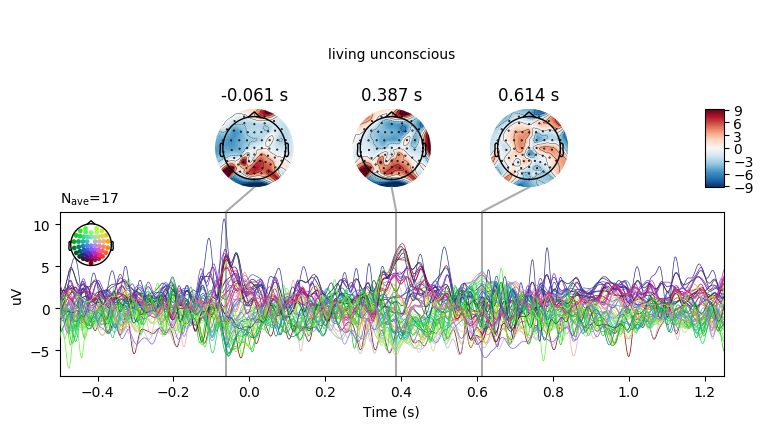 living unconscious
-0.061 s 0.387 s 0.614 s
9
6
3
0
−3
−6
−9
Nave=17
10
5
0
−5
uV
−0.4 −0.2 0.0 0.2 0.4 0.6 0.8 1.0 1.2
Time (s)